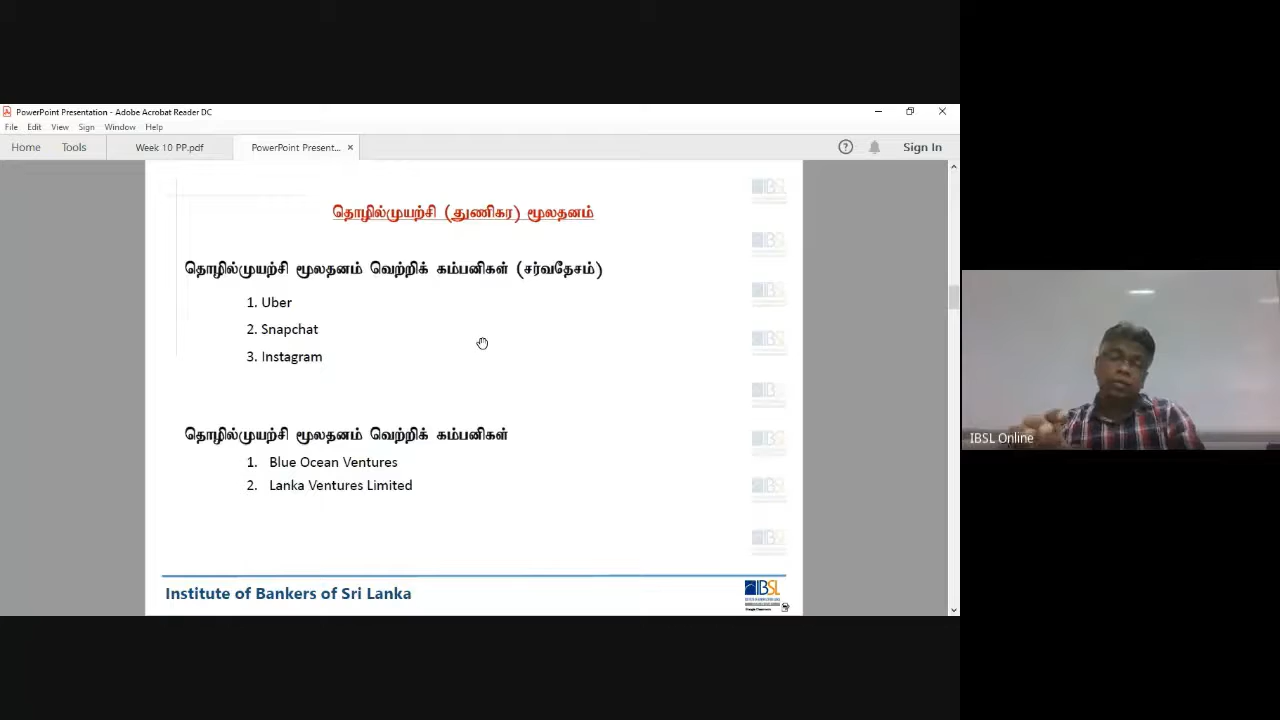 PowerPoint Presentation - Adobe Acrobat Reader DC
File Edit View Sign Window Help
Home Tools Week 10 PP.pdf PowerPoint Present... × ? Sign In
தொழில்முயற்சி (துணிகர) மூலதனம்
தொழில்முயற்சி மூலதனம் வெற்றிக் கம்பனிகள் (சர்வதேசம்)
1. Uber
2. Snapchat
3. Instagram
தொழில்முயற்சி மூலதனம் வெற்றிக் கம்பனிகள்
1. Blue Ocean Ventures
2. Lanka Ventures Limited
Institute of Bankers of Sri Lanka
IBSL
IBSL Online